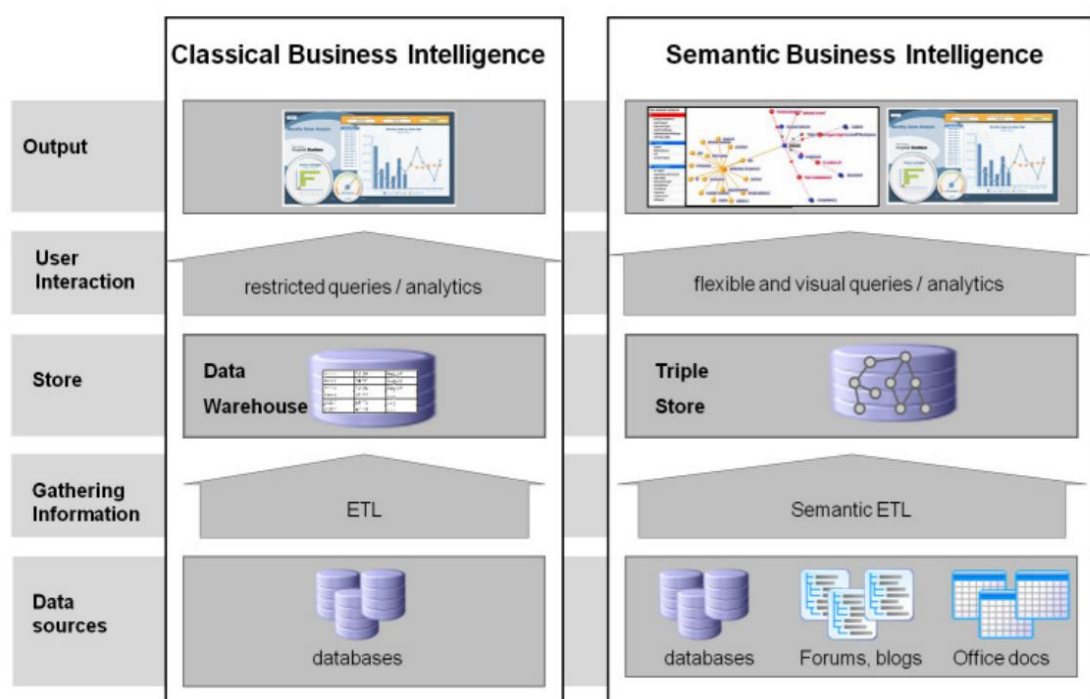 Classical Business Intelligence
Semantic Business Intelligence
Output
User
Interaction
restricted queries / analytics
flexible and visual queries / analytics
Store
Data
Warehouse
Triple
Store
Gathering
Information
ETL
Semantic ETL
Data
sources
databases
databases
Forums, blogs
Office docs